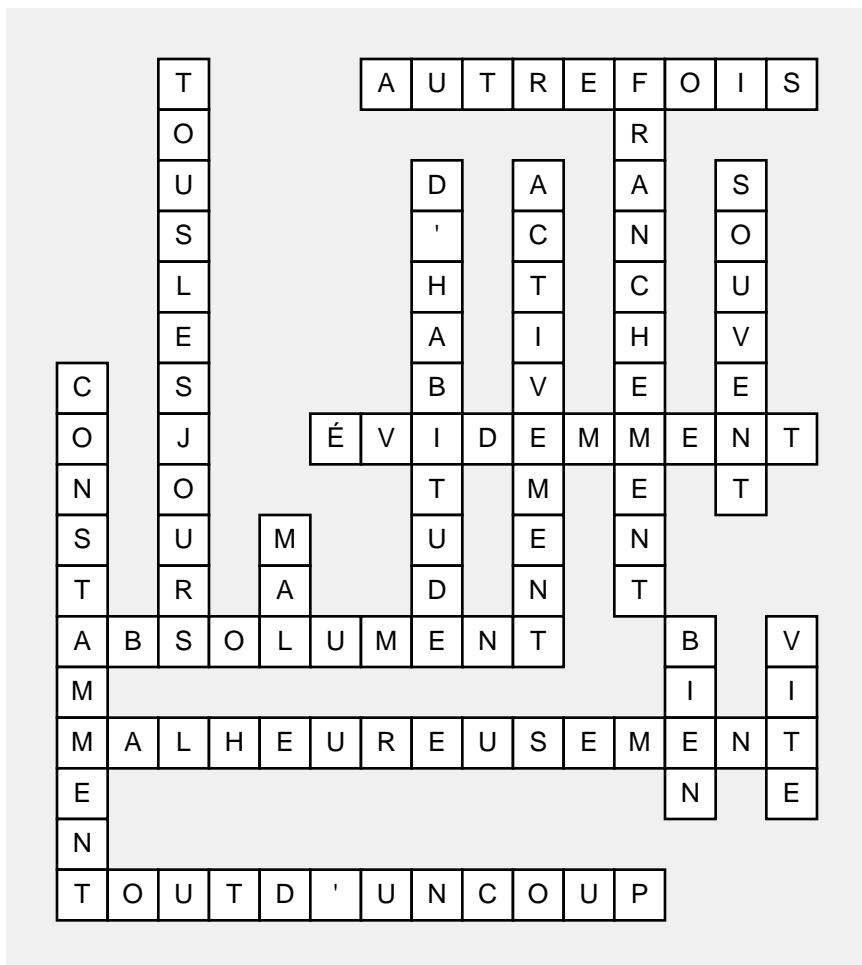 TOUSLESJOURS
AUTREFOIS
FRANCHEMENT
D'HABITUDE
ACTIVEMENT
SOUVENT
CONSTAMMENT
ÉVIDEMMENT
MAL
ABSOLUMENT
BIEN
VITE
MALHEUREUSEMENT
TOUTD'UNCOUP